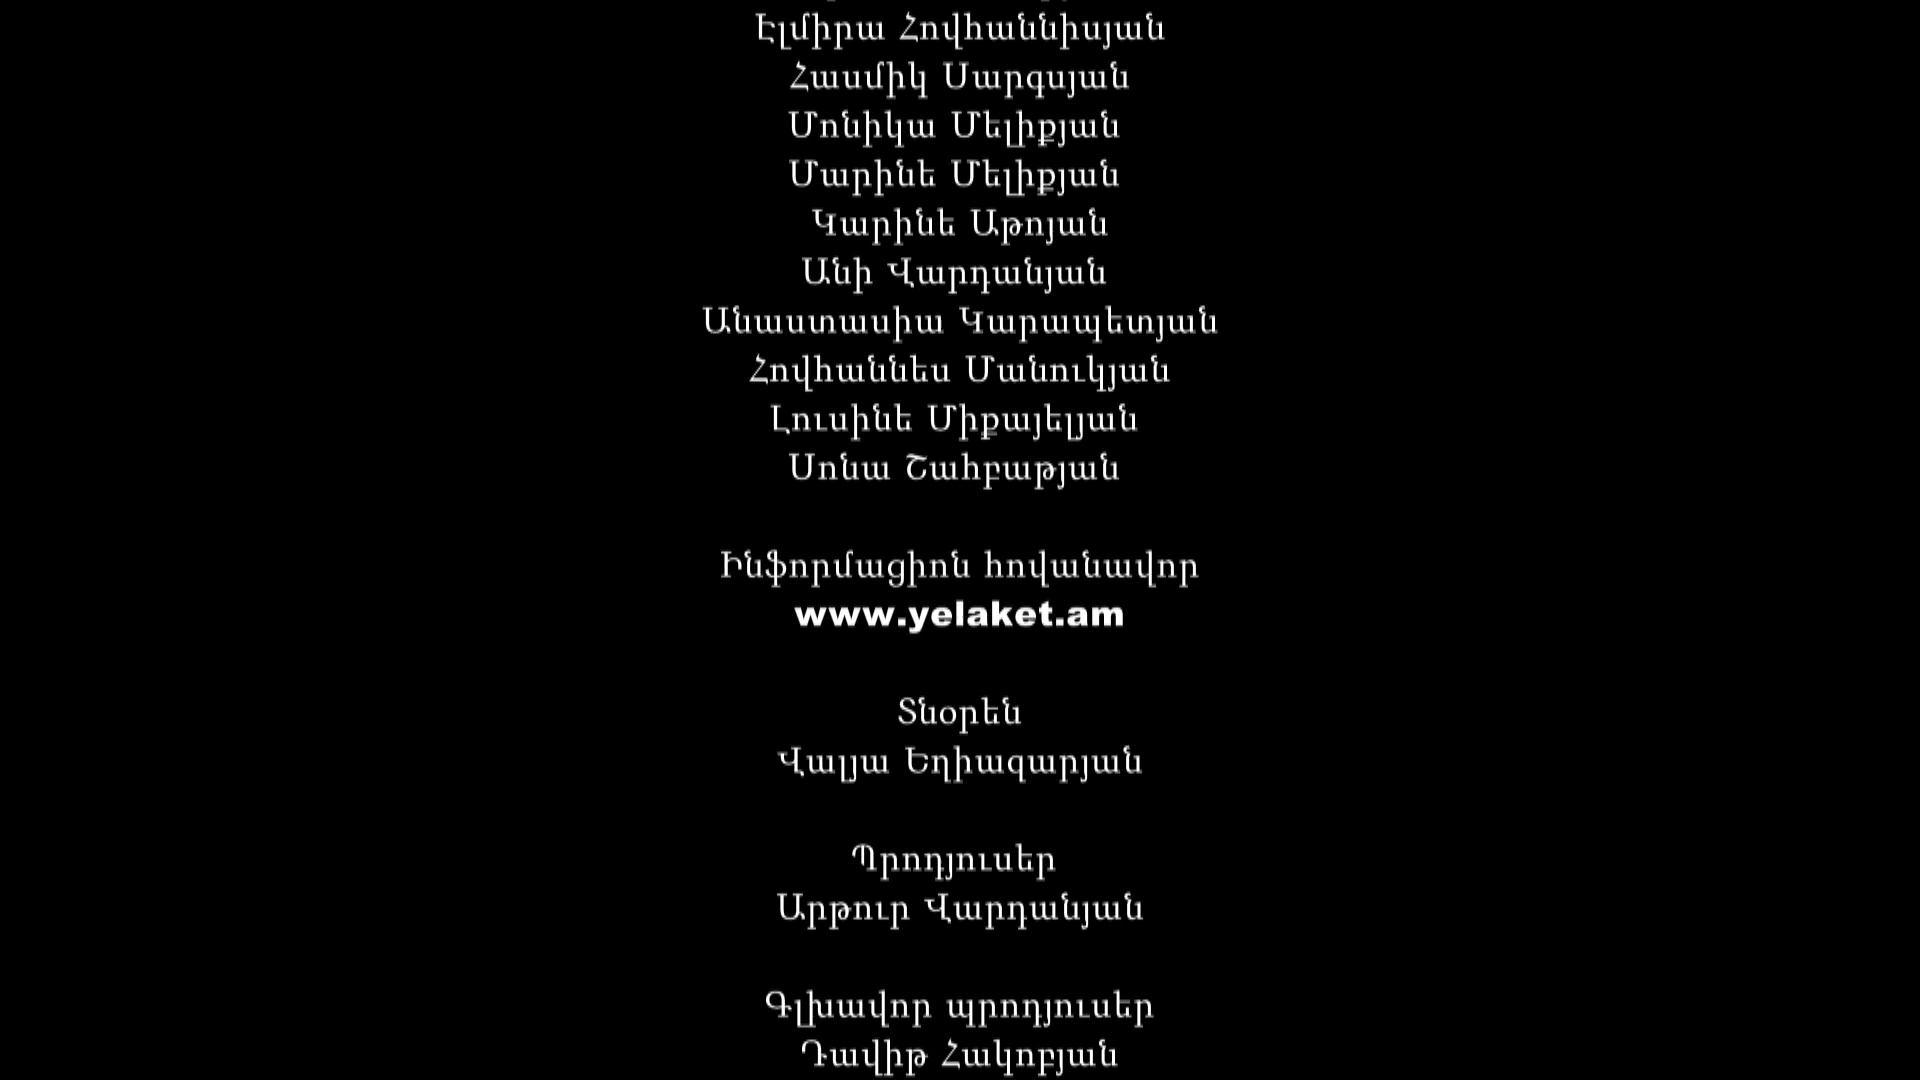 Էլմիրա Հովհաննիսյան
Հասմիկ Սարգսյան
Մոնիկա Մելիքյան
Մարինե Մելիքյան
Կարինե Աթոյան
Անի Վարդանյան
Անաստասիա Կարապետյան
Հովհաննես Մանուկյան
Լուսինե Միքայելյան
Սոնա Շահբաթյան
Ինֆորմացիոն հովանավոր
www.yelaket.am
Տնօրեն
Վալյա Եղիազարյան
Պրոդյուսեր
Արթուր Վարդանյան
Գլխավոր պրոդյուսեր
Դավիթ Հակոբյան